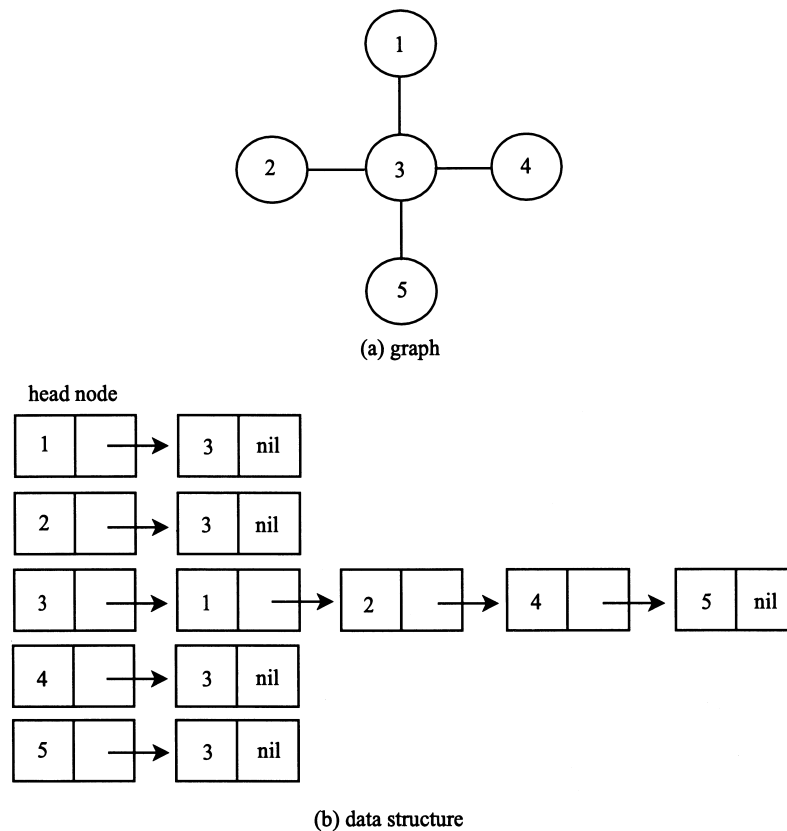 1
2 3 4
5
(a) graph
head node
1 3 nil
2 3 nil
3 1 2 4 5 nil
4 3 nil
5 3 nil
(b) data structure